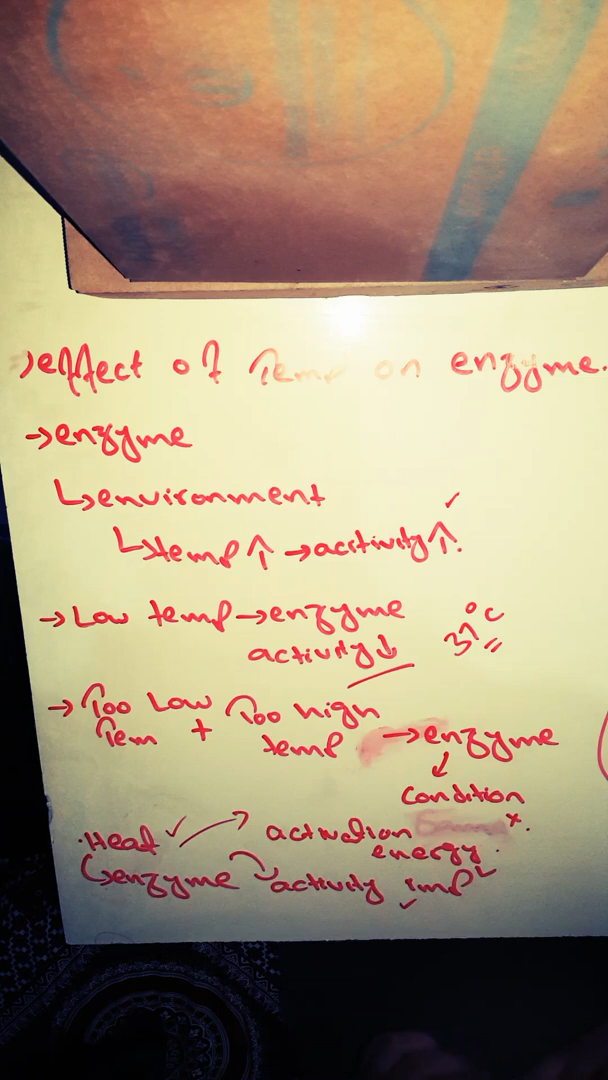 →effect of Temp on enzyme.
→enzyme
↳environment ✓
↳temp↑ →acitivity↑.
→Low temp→enzyme
activity↓ 37°C
→Too Low Tem + Too high temp →enzyme
↓
Condition
x.
.Heat ✓ → activation energy.
↳enzyme activity imp ✓